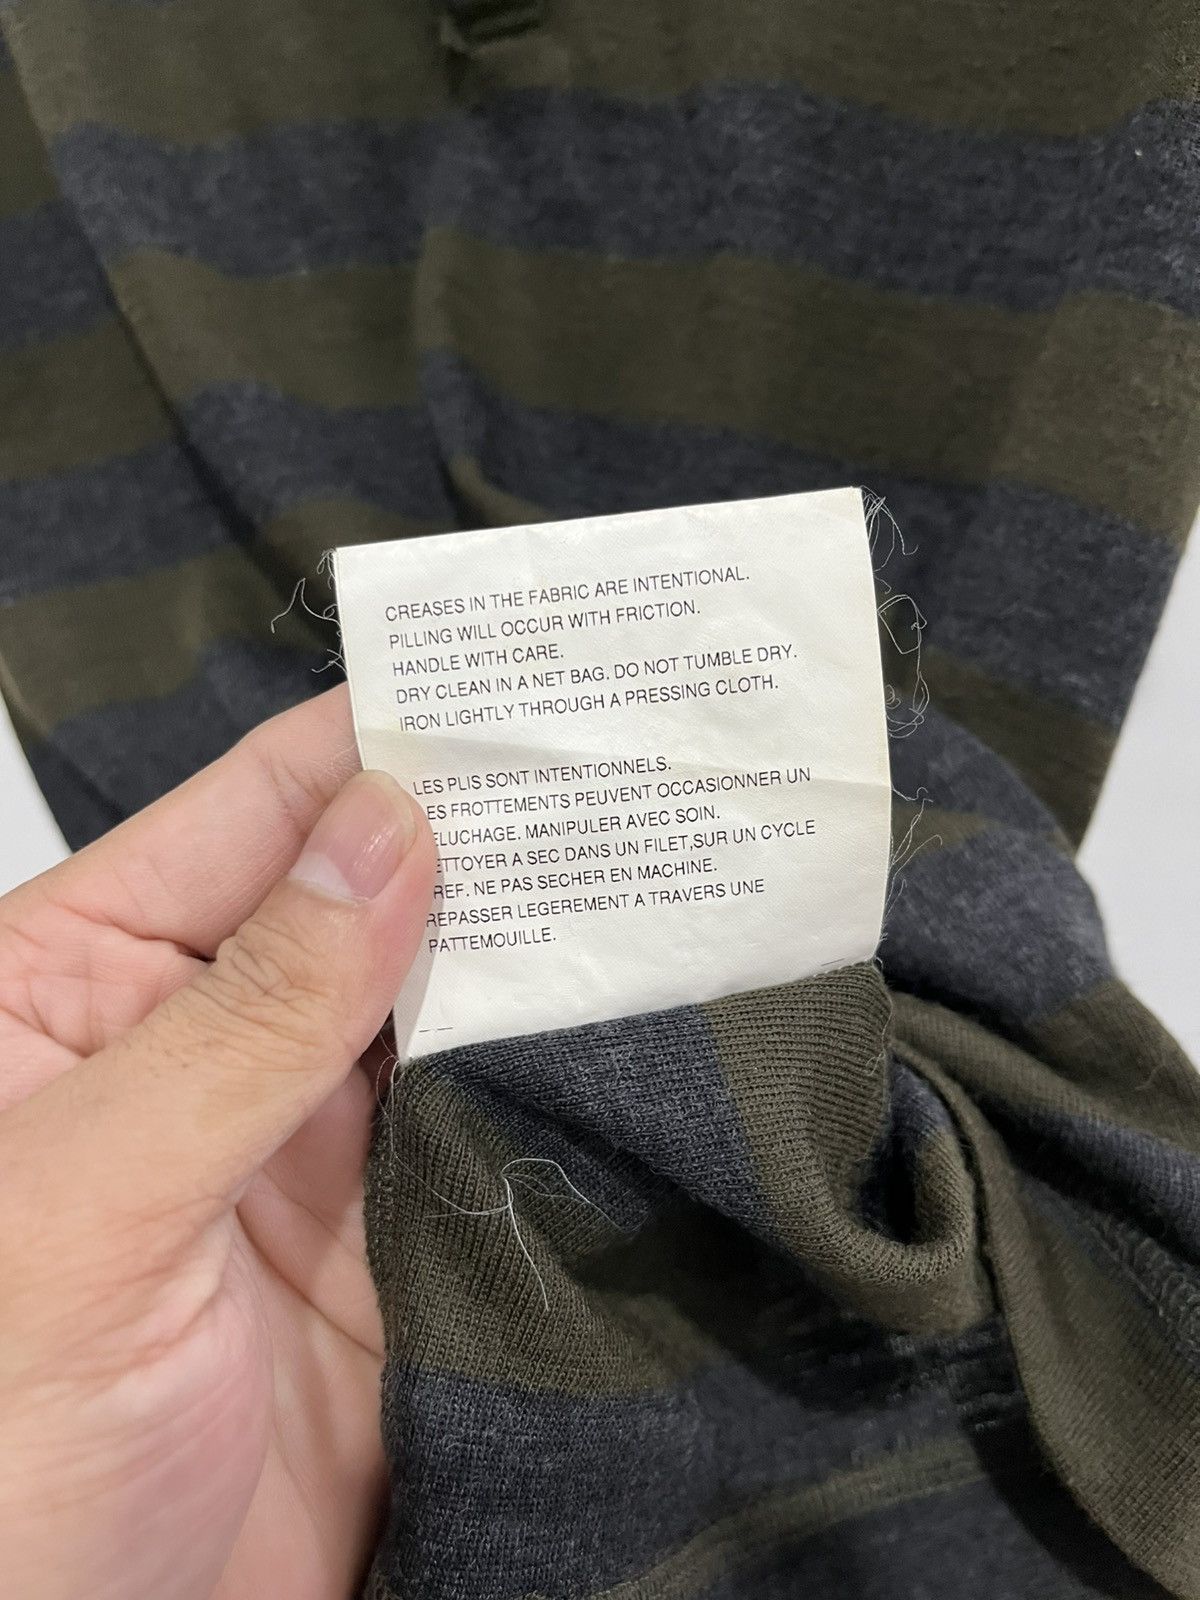 CREASES IN THE FABRIC ARE INTENTIONAL.
PILLING WILL OCCUR WITH FRICTION.
HANDLE WITH CARE.
DRY CLEAN IN A NET BAG. DO NOT TUMBLE DRY.
IRON LIGHTLY THROUGH A PRESSING CLOTH.
LES PLIS SONT INTENTIONNELS.
ES FROTTEMENTS PEUVENT OCCASIONNER UN
ELUCHAGE. MANIPULER AVEC SOIN.
ETTOYER A SEC DANS UN FILET,SUR UN CYCLE
REF. NE PAS SECHER EN MACHINE.
REPASSER LEGEREMENT A TRAVERS UNE
PATTEMOUILLE.